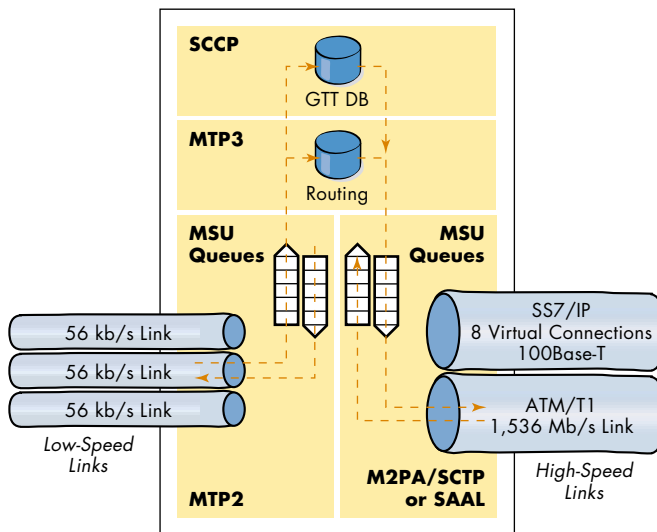 SCCP
GTT DB
MTP3
Routing
MSU
Queues
MSU
Queues
56 kb/s Link
56 kb/s Link
56 kb/s Link
Low-Speed
Links
SS7/IP
8 Virtual Connections
100Base-T
ATM/T1
1,536 Mb/s Link
High-Speed
Links
MTP2
M2PA/SCTP
or SAAL